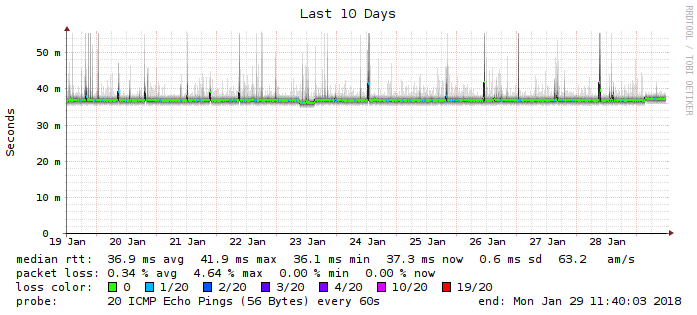 Last 10 Days
RRDTOOL / TOBI OETIKER
Seconds
50 m
40 m
30 m
20 m
10 m
0
19 Jan 20 Jan 21 Jan 22 Jan 23 Jan 24 Jan 25 Jan 26 Jan 27 Jan 28 Jan
median rtt: 36.9 ms avg 41.9 ms max 36.1 ms min 37.3 ms now 0.6 ms sd 63.2 am/s
packet loss: 0.34 % avg 4.64 % max 0.00 % min 0.00 % now
loss color: 0 1/20 2/20 3/20 4/20 10/20 19/20
probe: 20 ICMP Echo Pings (56 Bytes) every 60s end: Mon Jan 29 11:40:03 2018